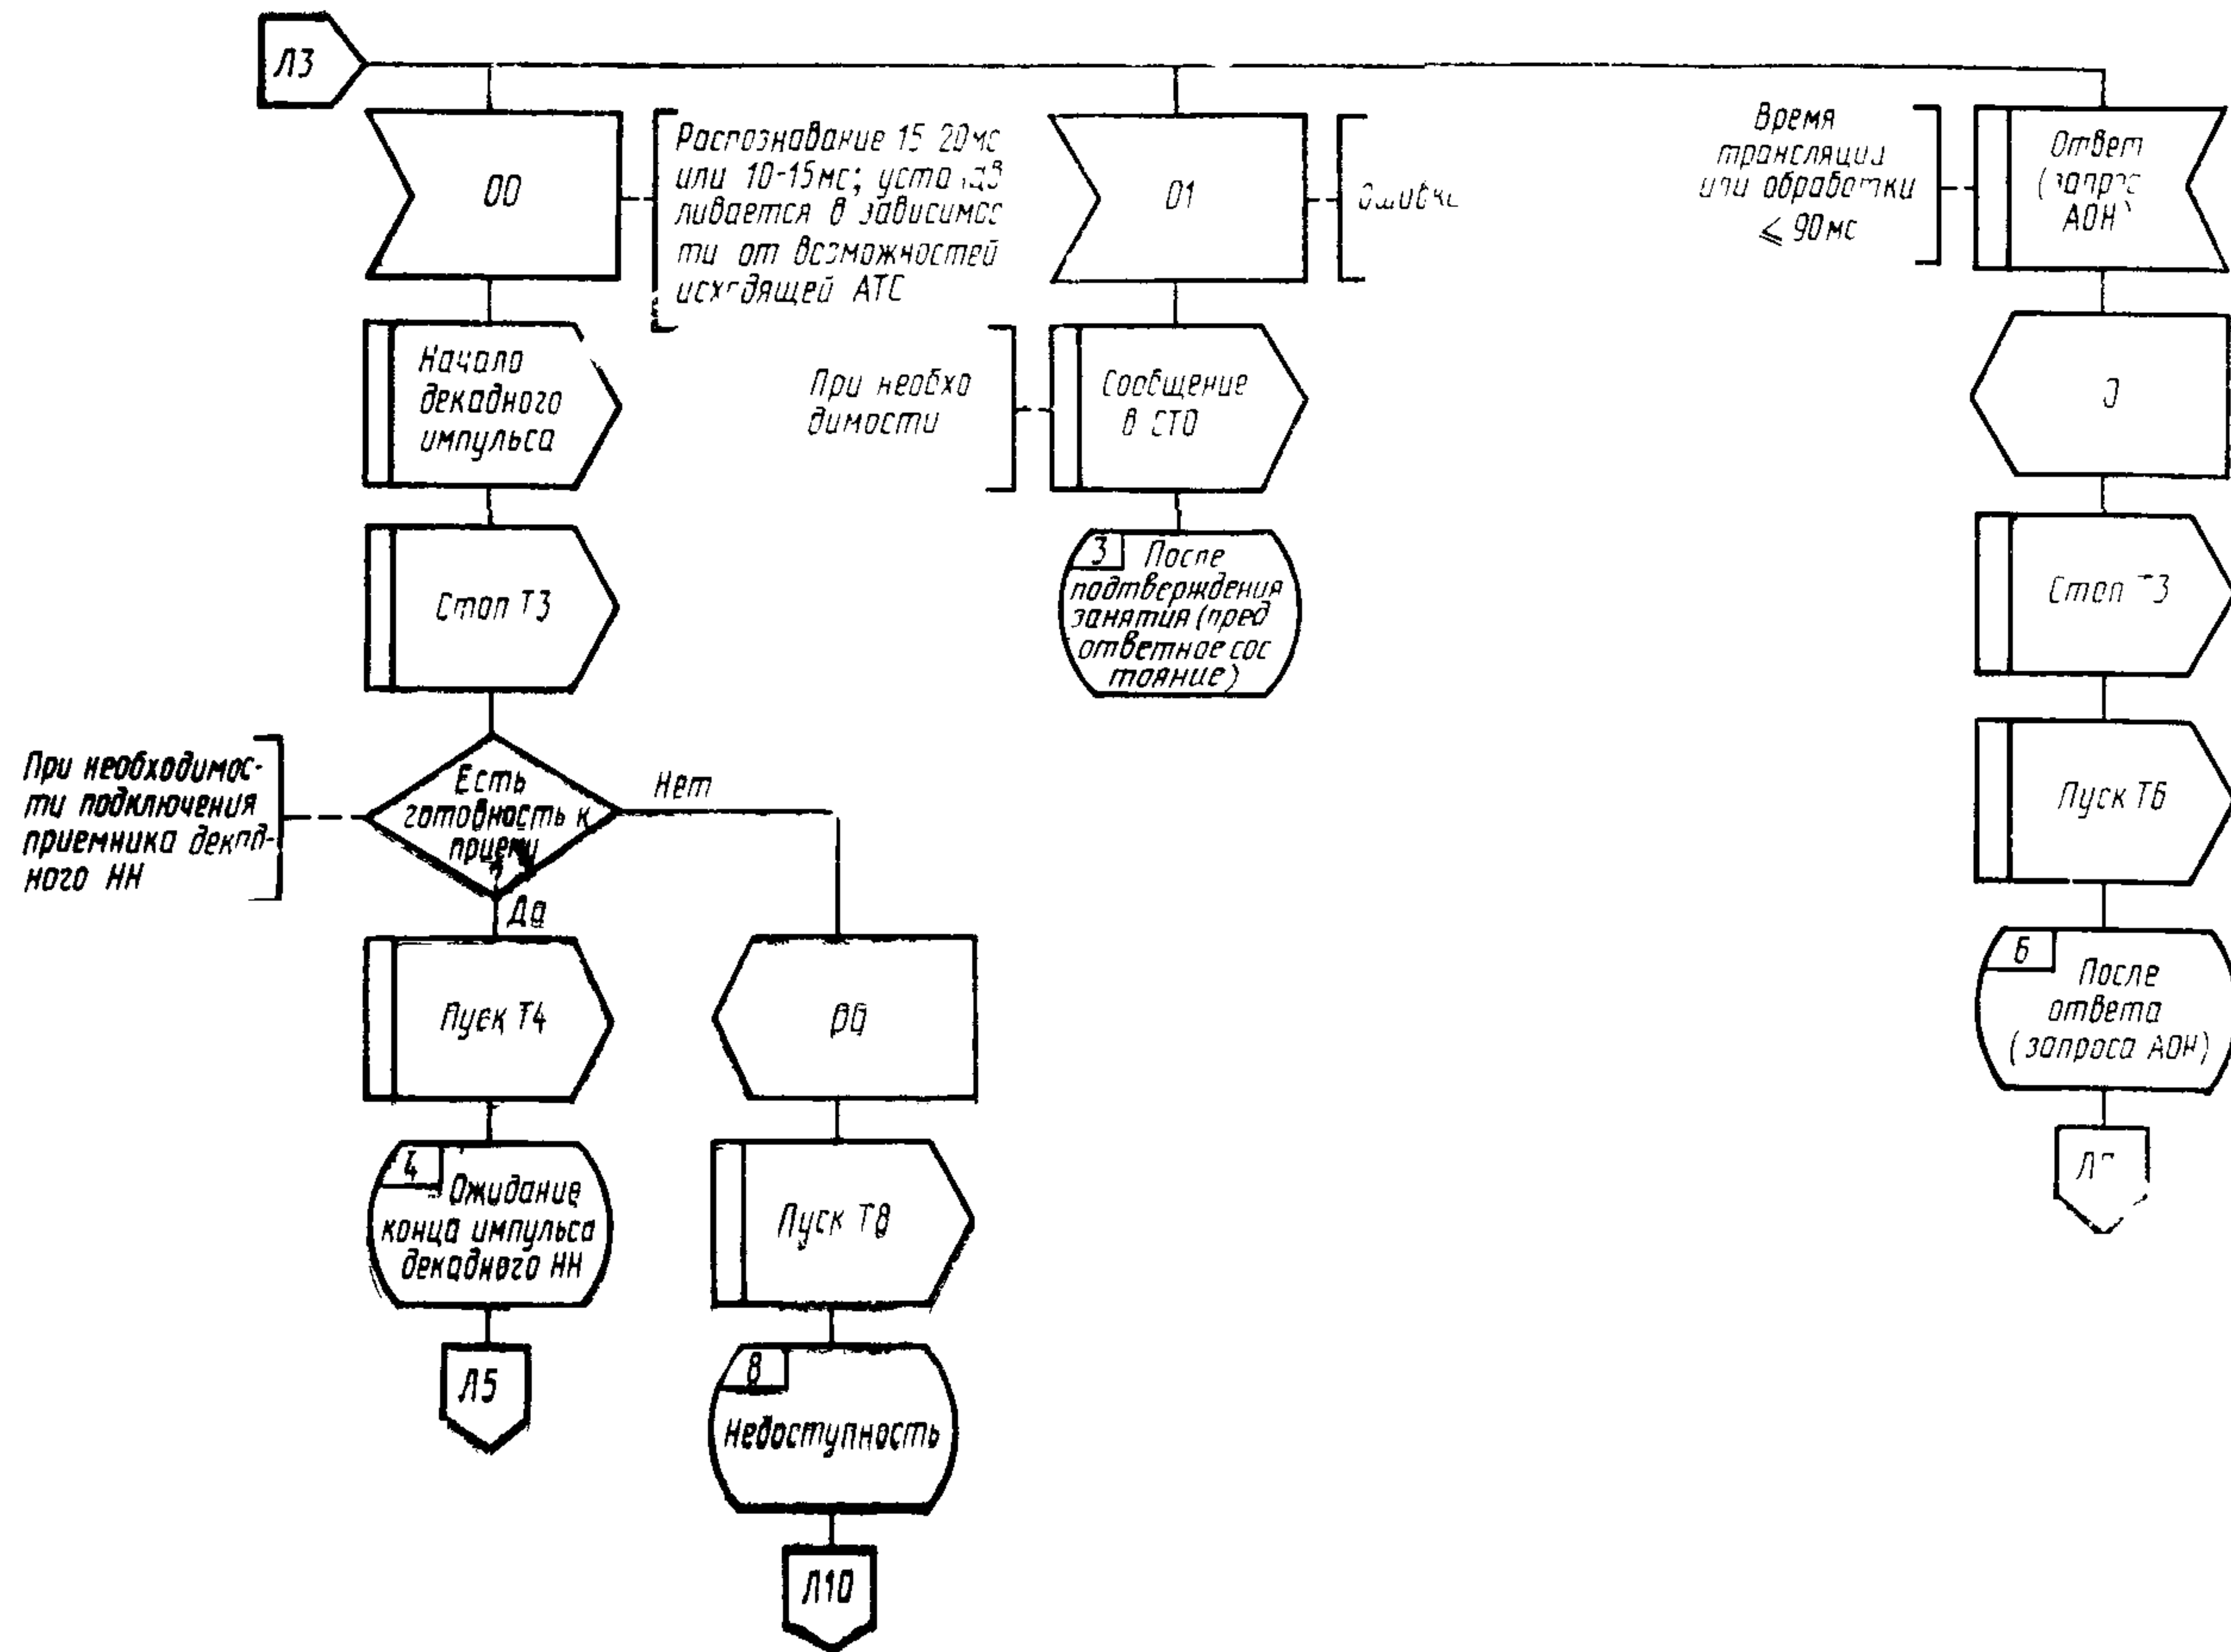 Л3
00
Распознавание 15 20мс
или 10-15мс;
ливается в зависимос
ти от возможностей
исходящей АТС
01
Время
трансляции
или обработки
≤ 90мс
Ответ
(запрос
АОН)
Начало
декадного
импульса
При необхо
димости
Сообщение
в СТО
Стоп Т3
3
После
подтверждения
занятия (пред
ответное сос
тояние)
Стоп Т3
При необходимос-
ти подключения
приемника декад-
ного НН
Есть
готовность к
приему
?
Нет
Да
Пуск Т6
Пуск Т4
6
После
ответа
(запроса АОН)
4
Ожидание
конца импульса
декадного НН
Пуск Т8
Л5
8
Недоступность
Л10